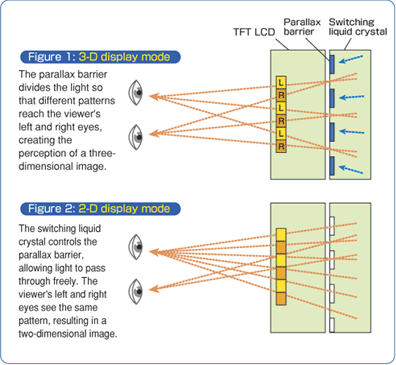 Parallax Switching
TFT LCD barrier liquid crystal
Figure 1: 3-D display mode
The parallax barrier
divides the light so
that different patterns
reach the viewer's
left and right eyes,
creating the
perception of a three-
dimensional image.
L
R
L
R
L
R
Figure 2: 2-D display mode
The switching liquid
crystal controls the
parallax barrier,
allowing light to pass
through freely. The
viewer's left and right
eyes see the same
pattern, resulting in a
two-dimensional image.